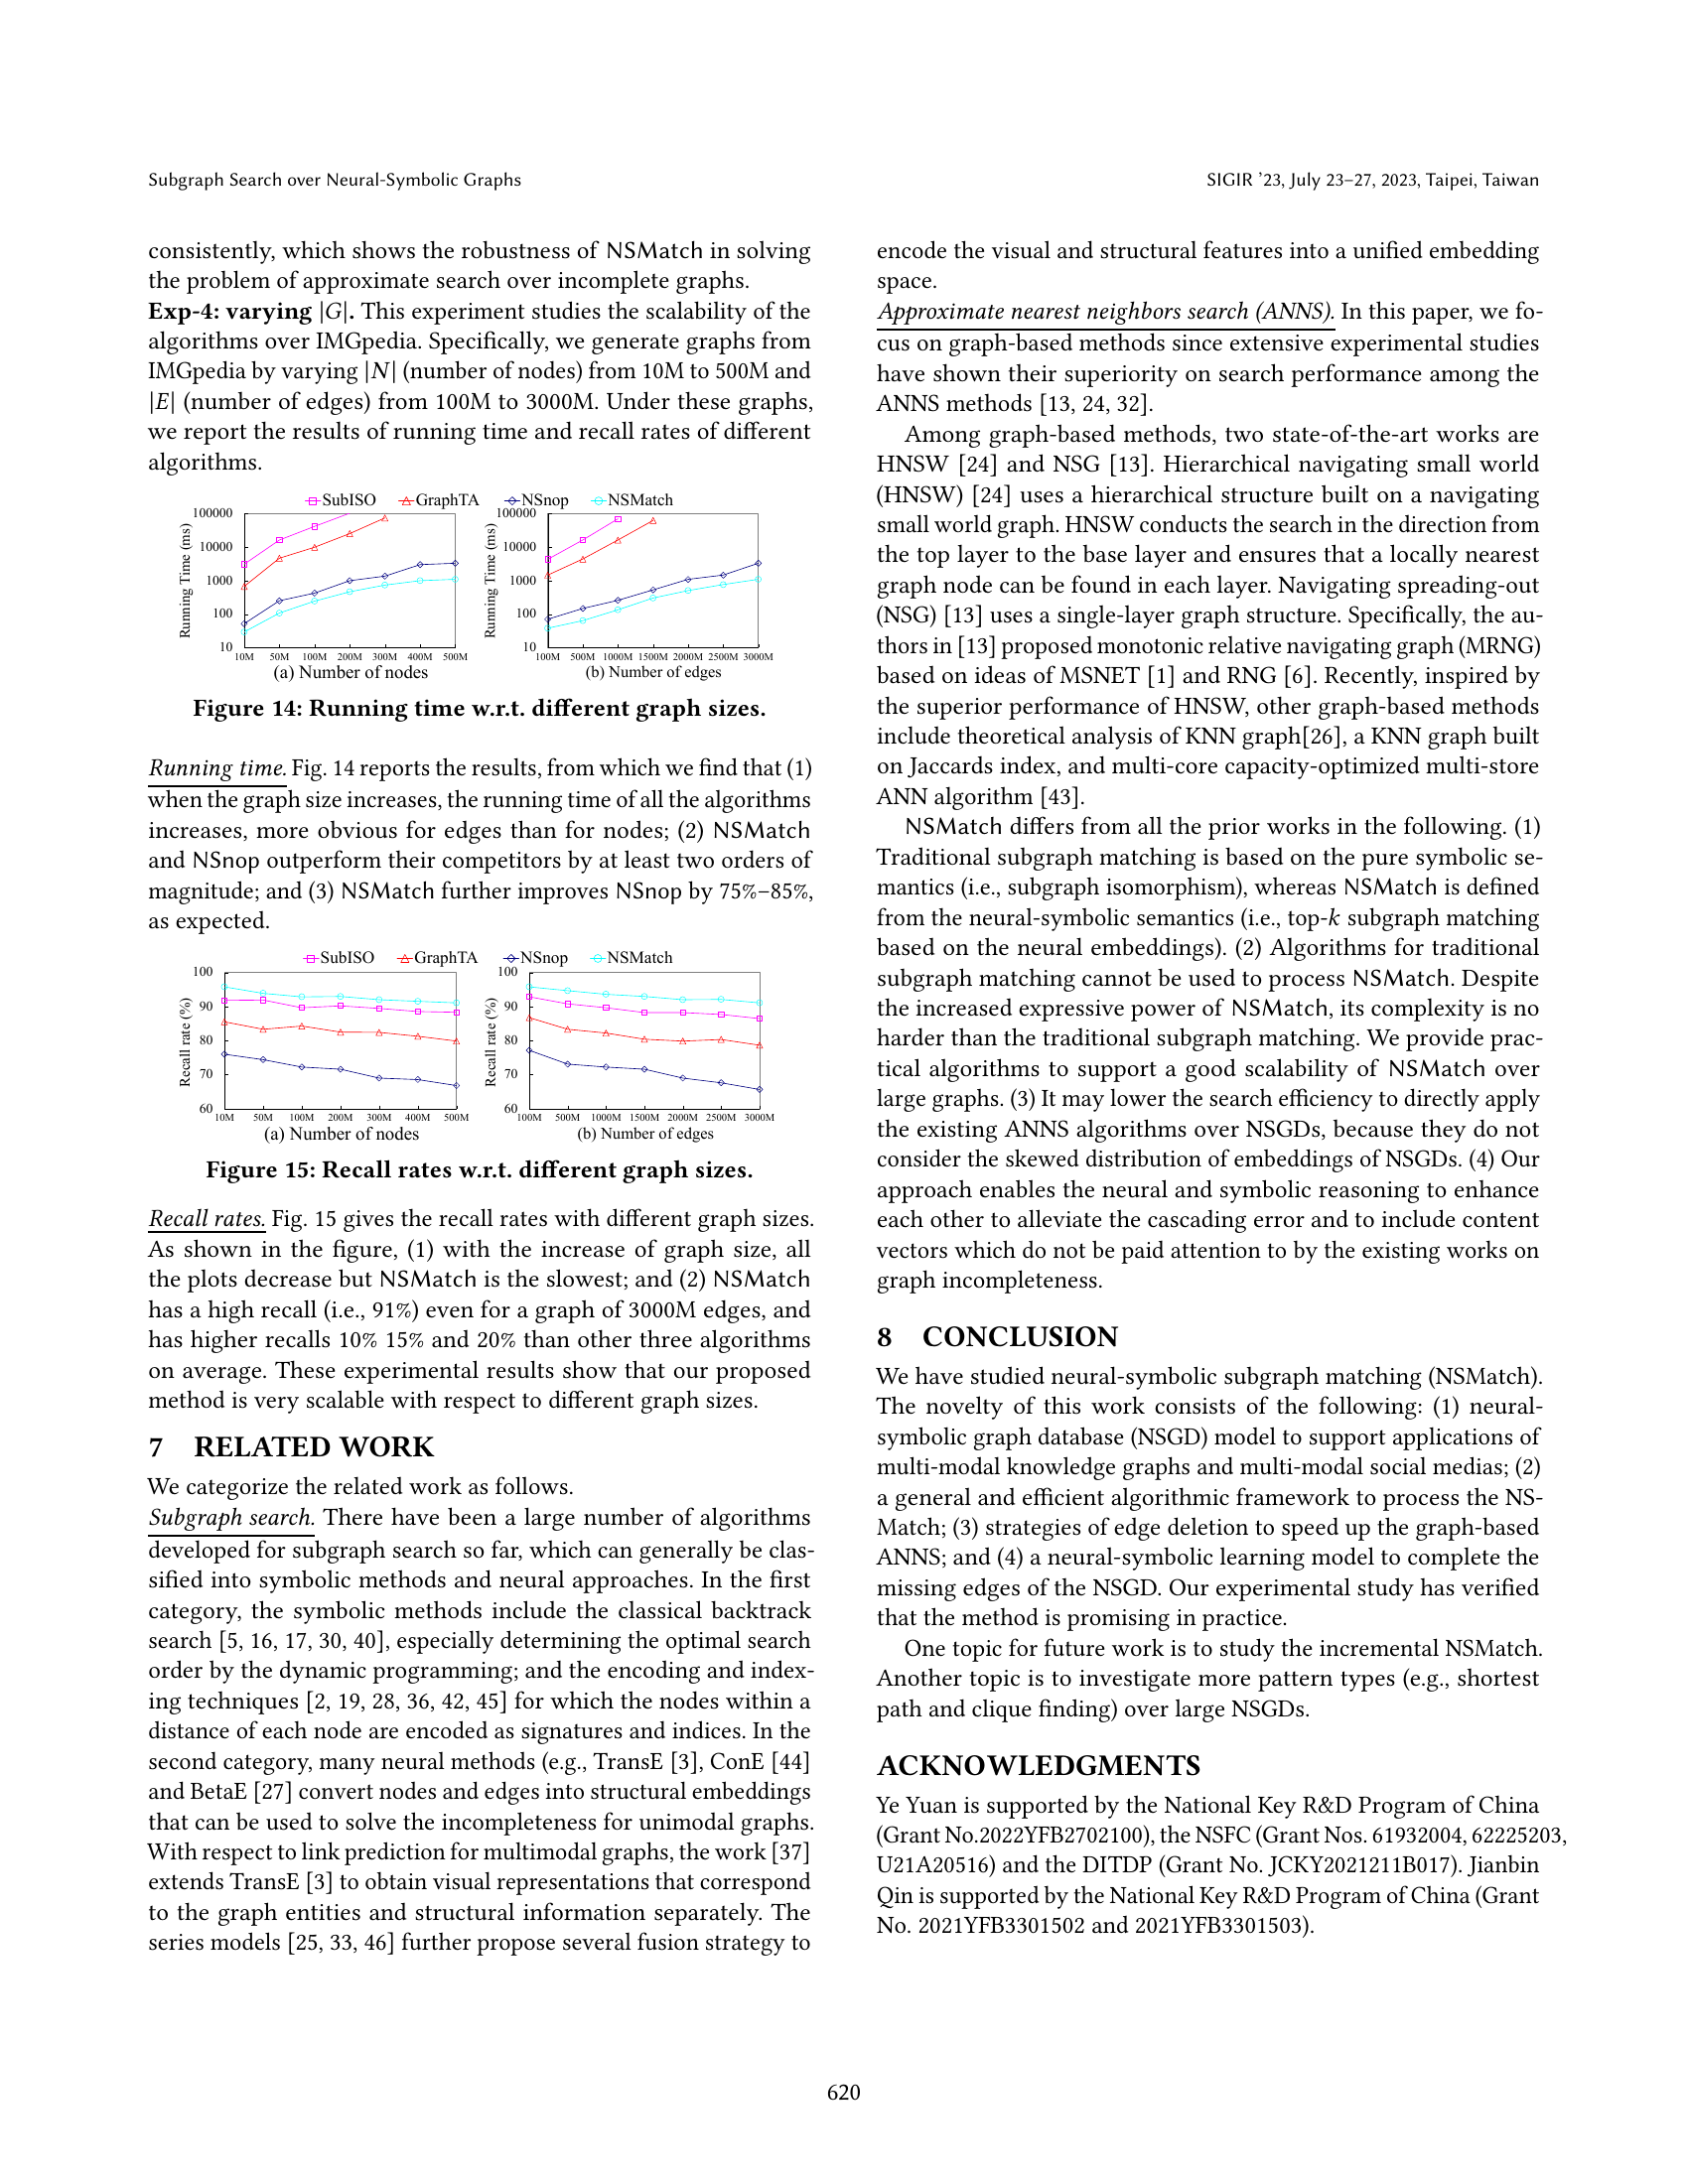 Subgraph Search over Neural-Symbolic Graphs
SIGIR ’23, July 23–27, 2023, Taipei, Taiwan
consistently, which shows the robustness of NSMatch in solving
the problem of approximate search over incomplete graphs.
Exp-4: varying |G|. This experiment studies the scalability of the
algorithms over IMGpedia. Specifically, we generate graphs from
IMGpedia by varying |N| (number of nodes) from 10M to 500M and
|E| (number of edges) from 100M to 3000M. Under these graphs,
we report the results of running time and recall rates of different
algorithms.
SubISO GraphTA NSnop NSMatch
Running Time (ms)
100000
10000
1000
100
10
10M 50M 100M 200M 300M 400M 500M
(a) Number of nodes
Running Time (ms)
100000
10000
1000
100
10
100M 500M 1000M 1500M 2000M 2500M 3000M
(b) Number of edges
Figure 14: Running time w.r.t. different graph sizes.
Running time. Fig. 14 reports the results, from which we find that (1)
when the graph size increases, the running time of all the algorithms
increases, more obvious for edges than for nodes; (2) NSMatch
and NSnop outperform their competitors by at least two orders of
magnitude; and (3) NSMatch further improves NSnop by 75%–85%,
as expected.
SubISO GraphTA NSnop NSMatch
Recall rate (%)
100
90
80
70
60
10M 50M 100M 200M 300M 400M 500M
(a) Number of nodes
Recall rate (%)
100
90
80
70
60
100M 500M 1000M 1500M 2000M 2500M 3000M
(b) Number of edges
Figure 15: Recall rates w.r.t. different graph sizes.
Recall rates. Fig. 15 gives the recall rates with different graph sizes.
As shown in the figure, (1) with the increase of graph size, all
the plots decrease but NSMatch is the slowest; and (2) NSMatch
has a high recall (i.e., 91%) even for a graph of 3000M edges, and
has higher recalls 10% 15% and 20% than other three algorithms
on average. These experimental results show that our proposed
method is very scalable with respect to different graph sizes.
7 RELATED WORK
We categorize the related work as follows.
Subgraph search. There have been a large number of algorithms
developed for subgraph search so far, which can generally be clas-
sified into symbolic methods and neural approaches. In the first
category, the symbolic methods include the classical backtrack
search [5, 16, 17, 30, 40], especially determining the optimal search
order by the dynamic programming; and the encoding and index-
ing techniques [2, 19, 28, 36, 42, 45] for which the nodes within a
distance of each node are encoded as signatures and indices. In the
second category, many neural methods (e.g., TransE [3], ConE [44]
and BetaE [27] convert nodes and edges into structural embeddings
that can be used to solve the incompleteness for unimodal graphs.
With respect to link prediction for multimodal graphs, the work [37]
extends TransE [3] to obtain visual representations that correspond
to the graph entities and structural information separately. The
series models [25, 33, 46] further propose several fusion strategy to
encode the visual and structural features into a unified embedding
space.
Approximate nearest neighbors search (ANNS). In this paper, we fo-
cus on graph-based methods since extensive experimental studies
have shown their superiority on search performance among the
ANNS methods [13, 24, 32].
Among graph-based methods, two state-of-the-art works are
HNSW [24] and NSG [13]. Hierarchical navigating small world
(HNSW) [24] uses a hierarchical structure built on a navigating
small world graph. HNSW conducts the search in the direction from
the top layer to the base layer and ensures that a locally nearest
graph node can be found in each layer. Navigating spreading-out
(NSG) [13] uses a single-layer graph structure. Specifically, the au-
thors in [13] proposed monotonic relative navigating graph (MRNG)
based on ideas of MSNET [1] and RNG [6]. Recently, inspired by
the superior performance of HNSW, other graph-based methods
include theoretical analysis of KNN graph[26], a KNN graph built
on Jaccards index, and multi-core capacity-optimized multi-store
ANN algorithm [43].
NSMatch differs from all the prior works in the following. (1)
Traditional subgraph matching is based on the pure symbolic se-
mantics (i.e., subgraph isomorphism), whereas NSMatch is defined
from the neural-symbolic semantics (i.e., top-k subgraph matching
based on the neural embeddings). (2) Algorithms for traditional
subgraph matching cannot be used to process NSMatch. Despite
the increased expressive power of NSMatch, its complexity is no
harder than the traditional subgraph matching. We provide prac-
tical algorithms to support a good scalability of NSMatch over
large graphs. (3) It may lower the search efficiency to directly apply
the existing ANNS algorithms over NSGDs, because they do not
consider the skewed distribution of embeddings of NSGDs. (4) Our
approach enables the neural and symbolic reasoning to enhance
each other to alleviate the cascading error and to include content
vectors which do not be paid attention to by the existing works on
graph incompleteness.
8 CONCLUSION
We have studied neural-symbolic subgraph matching (NSMatch).
The novelty of this work consists of the following: (1) neural-
symbolic graph database (NSGD) model to support applications of
multi-modal knowledge graphs and multi-modal social medias; (2)
a general and efficient algorithmic framework to process the NS-
Match; (3) strategies of edge deletion to speed up the graph-based
ANNS; and (4) a neural-symbolic learning model to complete the
missing edges of the NSGD. Our experimental study has verified
that the method is promising in practice.
One topic for future work is to study the incremental NSMatch.
Another topic is to investigate more pattern types (e.g., shortest
path and clique finding) over large NSGDs.
ACKNOWLEDGMENTS
Ye Yuan is supported by the National Key R&D Program of China
(Grant No.2022YFB2702100), the NSFC (Grant Nos. 61932004, 62225203,
U21A20516) and the DITDP (Grant No. JCKY2021211B017). Jianbin
Qin is supported by the National Key R&D Program of China (Grant
No. 2021YFB3301502 and 2021YFB3301503).
620